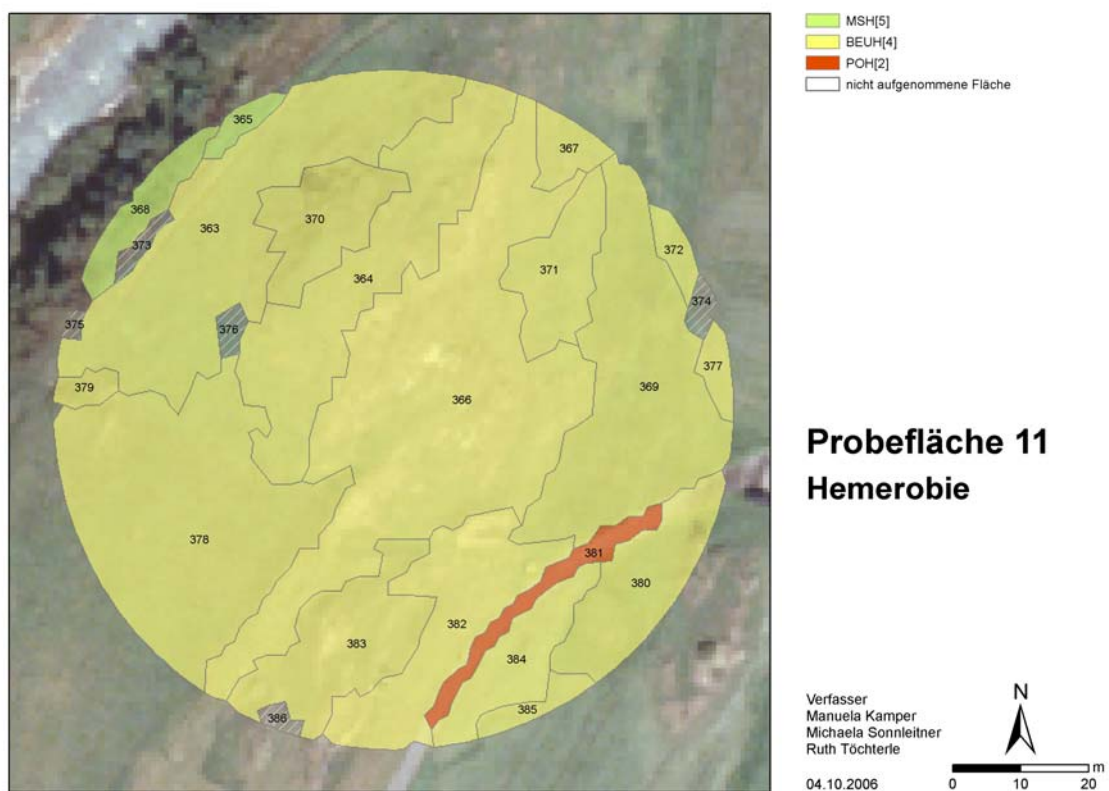 MSH[5]
BEUH[4]
POH[2]
nicht aufgenommene Fläche
365
367
368
363
370
373
372
364
371
374
375
376
377
379
369
366
Probefläche 11
Hemerobie
378
381
380
382
383
384
385
386
Verfasser
Manuela Kamper
Michaela Sonnleitner
Ruth Töchterle
04.10.2006
N
m
0 10 20